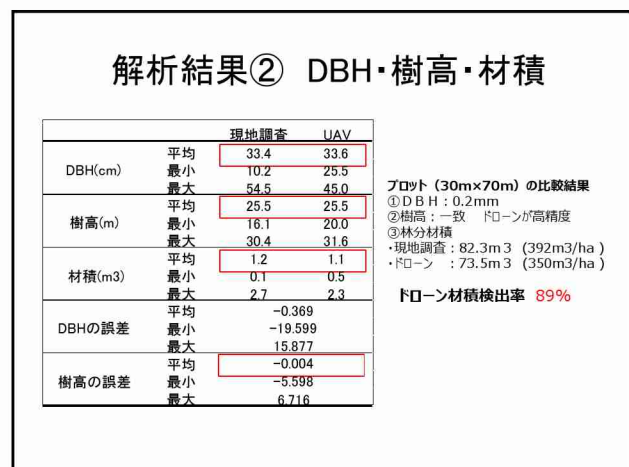 解析結果② DBH・樹高・材積
現地調査 UAV
DBH(cm) 平均 33.4 33.6
最小 10.2 25.5
最大 54.5 45.0
樹高(m) 平均 25.5 25.5
最小 16.1 20.0
最大 30.4 31.6
材積(m3) 平均 1.2 1.1
最小 0.1 0.5
最大 2.7 2.3
DBHの誤差 平均 -0.369
最小 -19.599
最大 15.877
樹高の誤差 平均 -0.004
最小 -5.598
最大 6.716
プロット（30m×70m）の比較結果
①ＤＢＨ：0.2mm
②樹高：一致 ドローンが高精度
③林分材積
・現地調査：82.3m３（392m3/ha）
・ドローン ：73.5m３（350m3/ha）
ドローン材積検出率 89%